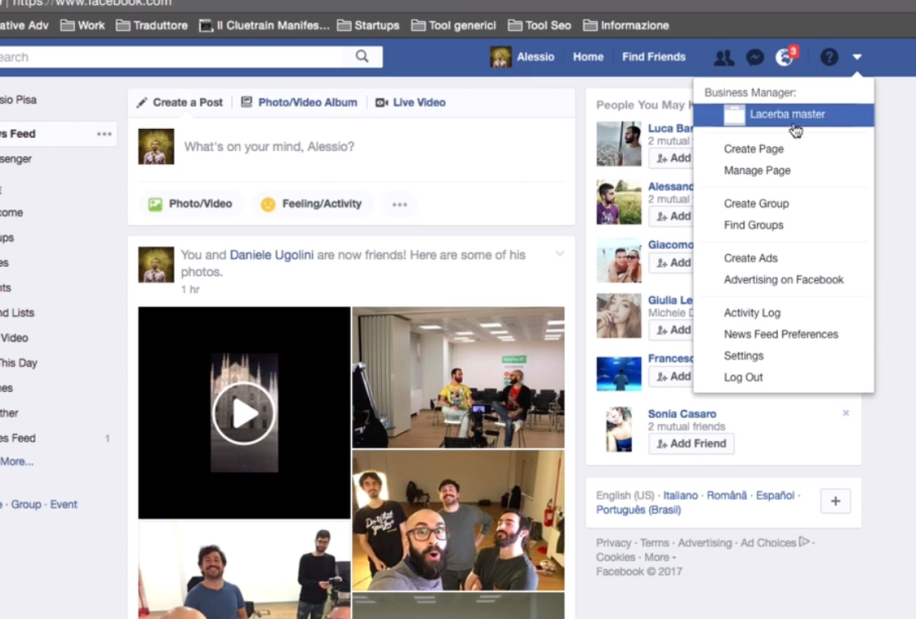 https://www.facebook.com
ative Adv Work Traduttore Il Cluetrain Manifes... Startups Tool generici Tool Seo Informazione
earch
Alessio Home Find Friends 3
sio Pisa
s Feed
senger
ome
ups
es
nts
nd Lists
Video
This Day
mes
ther
es Feed 1
More...
Group · Event
Create a Post Photo/Video Album Live Video
What's on your mind, Alessio?
Photo/Video Feeling/Activity
You and Daniele Ugolini are now friends! Here are some of his
photos.
1 hr
People You May K
Luca Bar
2 mutual
Add
Alessand
2 mutual
Add
Giacomo
Add
Giulia Le
Michele D
Add
Francesc
Add
Sonia Casaro
2 mutual friends
Add Friend
Business Manager:
Lacerba master
Create Page
Manage Page
Create Group
Find Groups
Create Ads
Advertising on Facebook
Activity Log
News Feed Preferences
Settings
Log Out
English (US) · Italiano · Română · Español ·
Português (Brasil)
Privacy · Terms · Advertising · Ad Choices ·
Cookies · More
Facebook © 2017